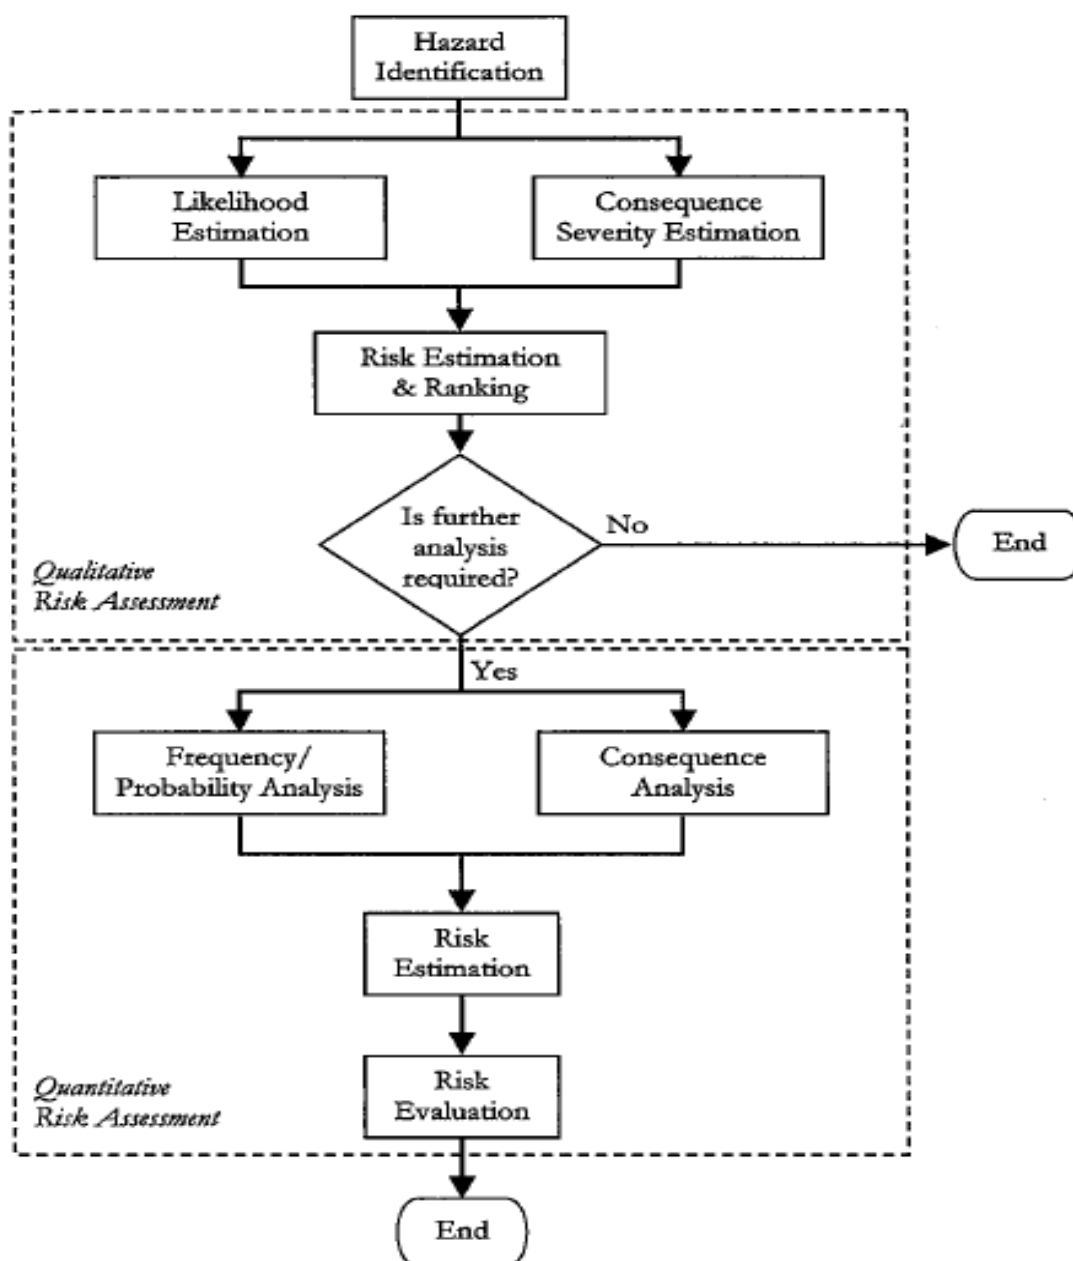 Hazard
Identification
Likelihood
Estimation
Consequence
Severity Estimation
Risk Estimation
& Ranking
Is further
analysis
required?
No
End
Qualitative
Risk Assessment
Yes
Frequency/
Probability Analysis
Consequence
Analysis
Risk
Estimation
Risk
Evaluation
Quantitative
Risk Assessment
End